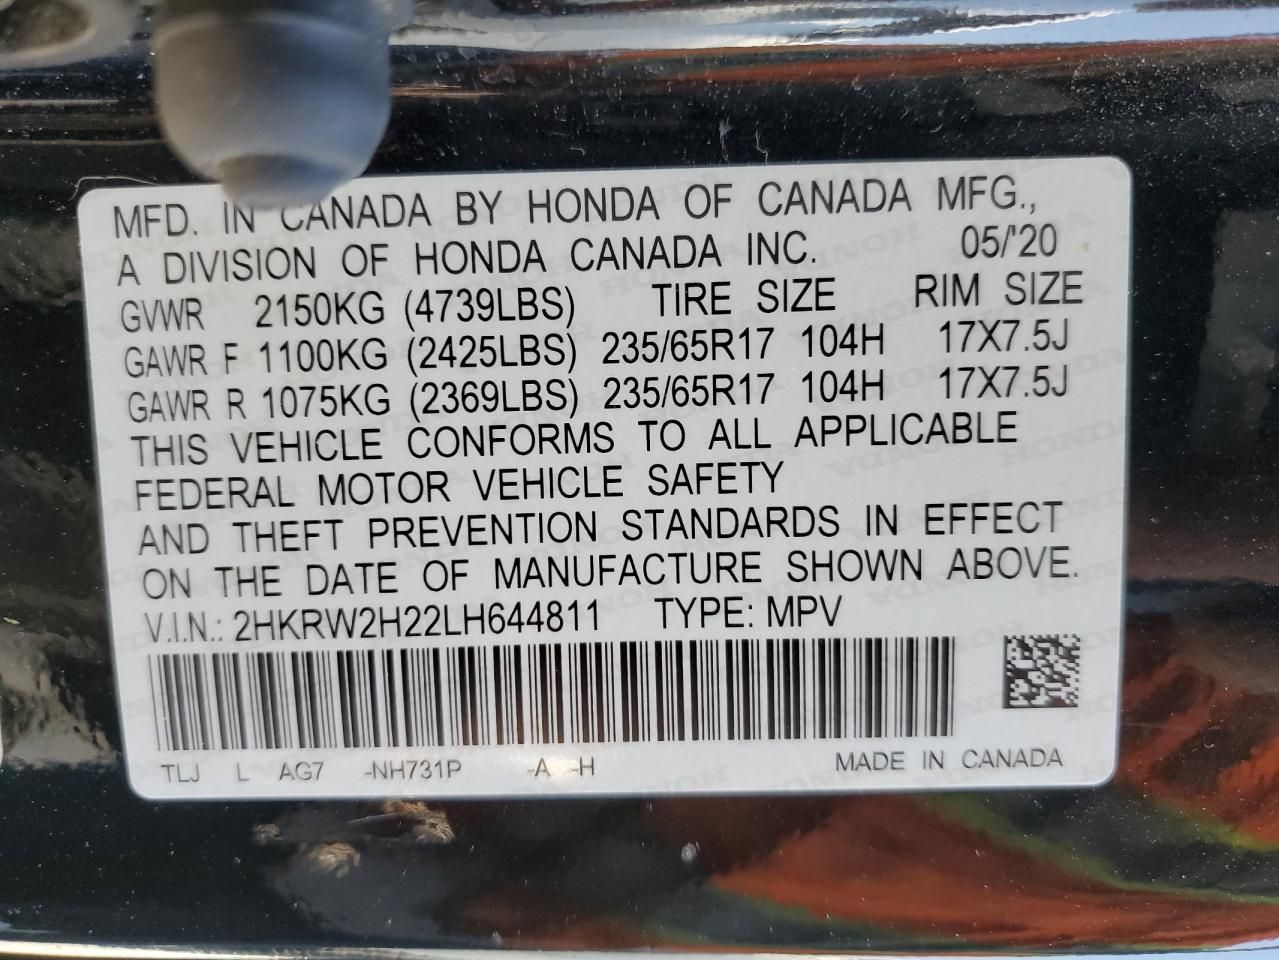 MFD. IN CANADA BY HONDA OF CANADA MFG.,
A DIVISION OF HONDA CANADA INC. 05/'20
GVWR 2150KG (4739LBS) TIRE SIZE RIM SIZE
GAWR F 1100KG (2425LBS) 235/65R17 104H 17X7.5J
GAWR R 1075KG (2369LBS) 235/65R17 104H 17X7.5J
THIS VEHICLE CONFORMS TO ALL APPLICABLE
FEDERAL MOTOR VEHICLE SAFETY
AND THEFT PREVENTION STANDARDS IN EFFECT
ON THE DATE OF MANUFACTURE SHOWN ABOVE.
V.I.N.: 2HKRW2H22LH644811 TYPE: MPV
TLJ L AG7 -NH731P -A -H MADE IN CANADA